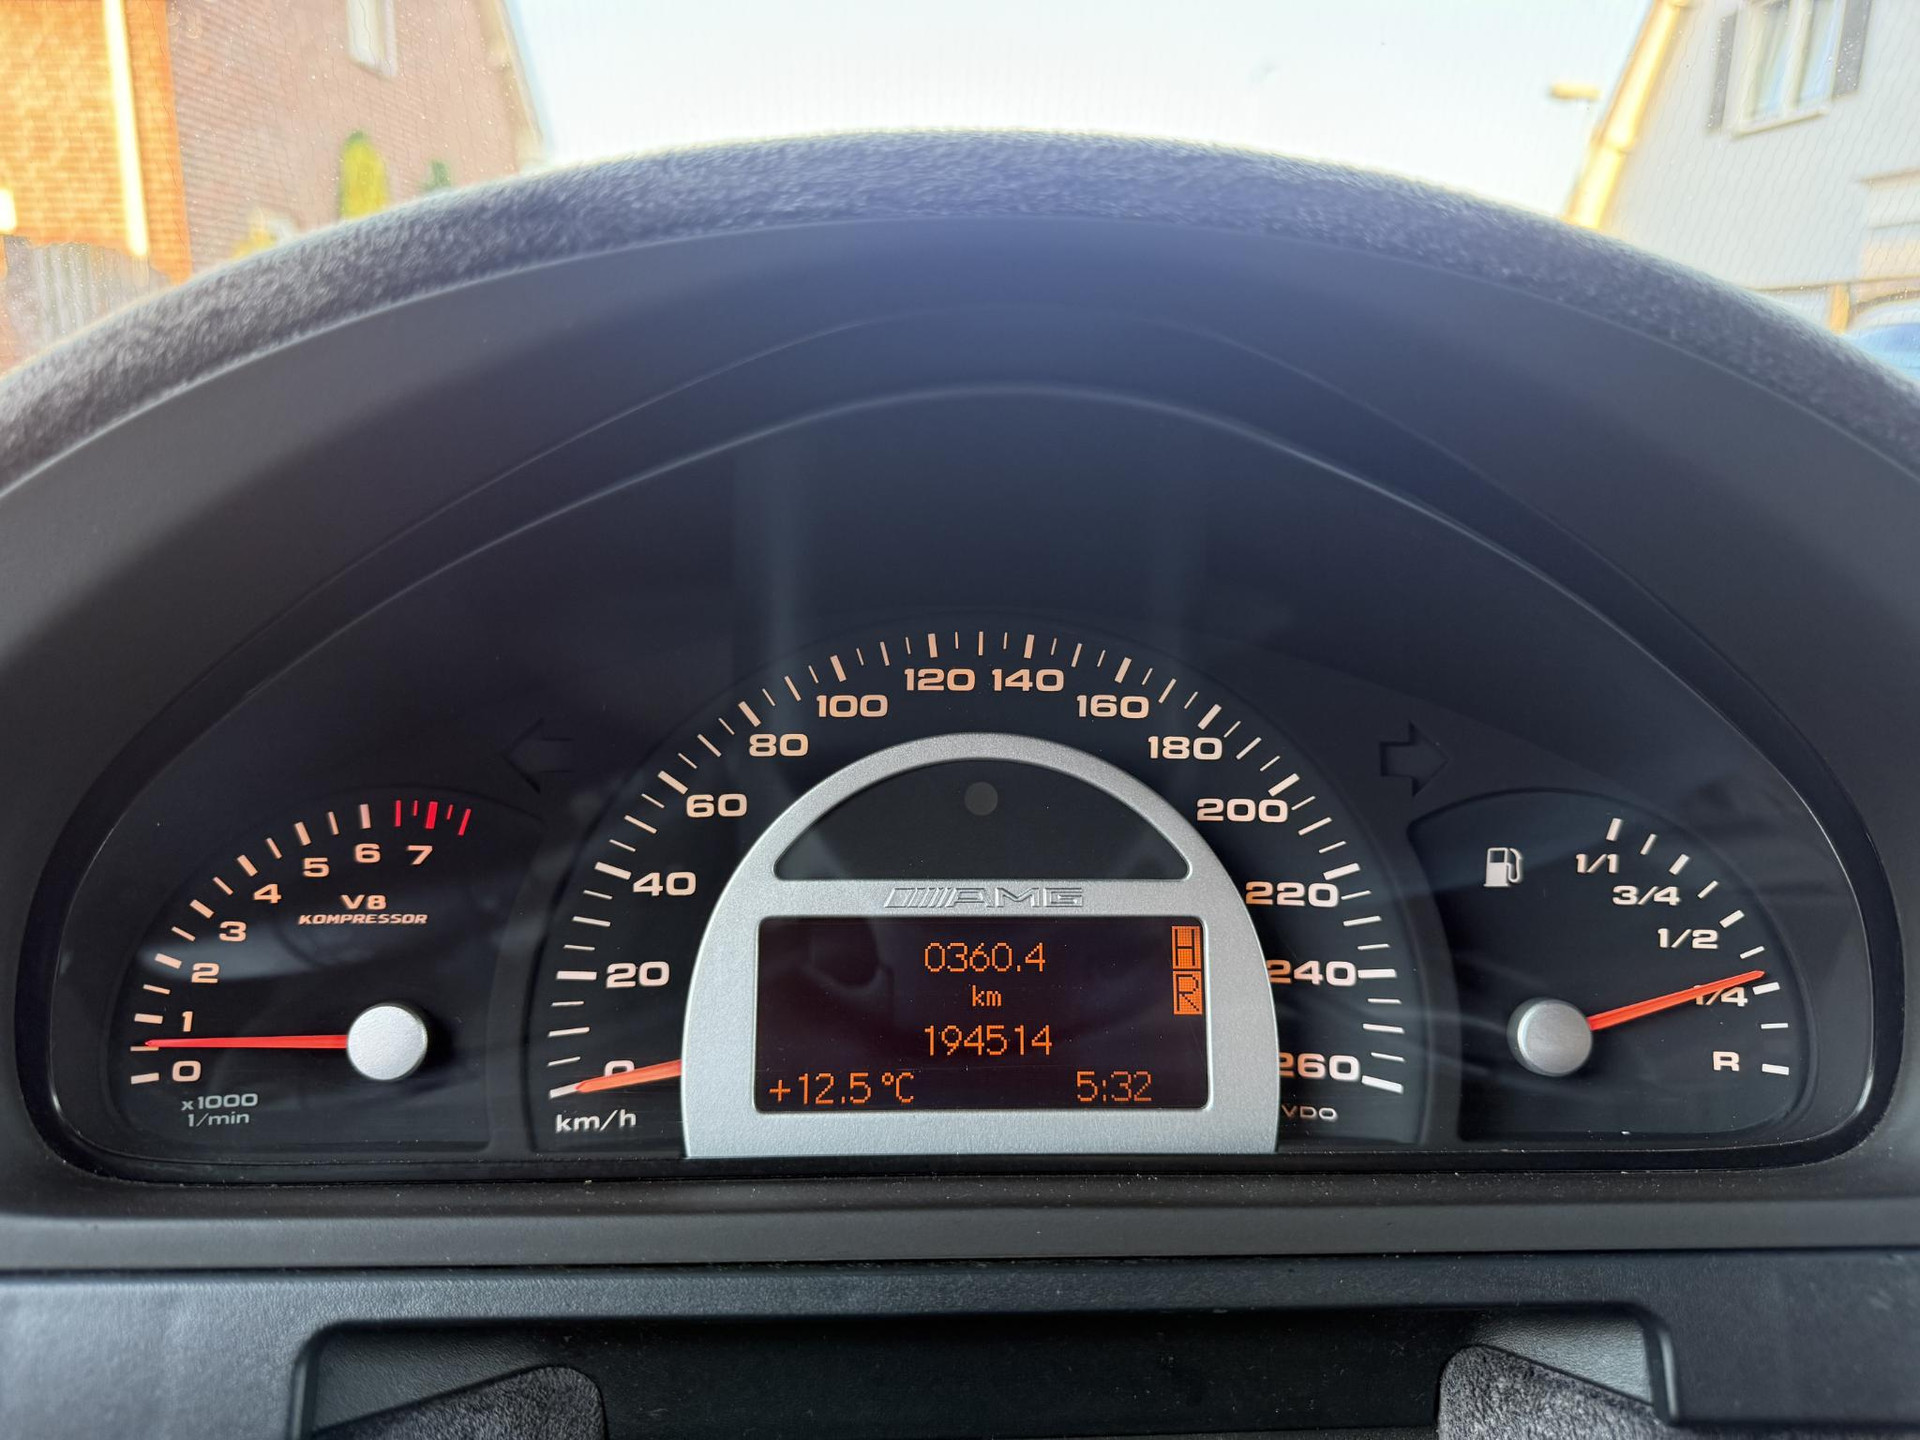 120 140
100 160
80 180
60 200
40 220
20 240
0 260
km/h
VDO
7
6
5
4
3
2
1
0
V8
KOMPRESSOR
x1000
1/min
AMG
0360.4
km
194514
+12.5°C 5:32
H
R
1/1
3/4
1/2
1/4
R